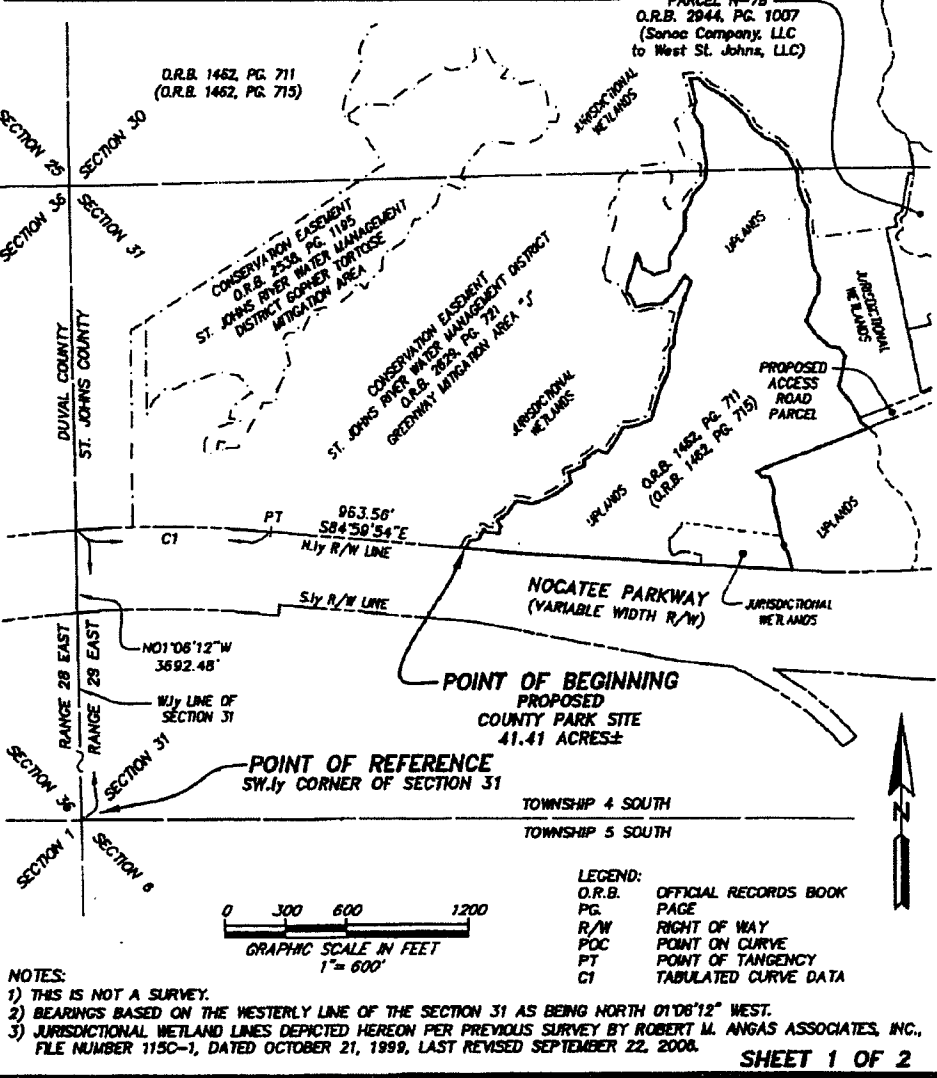 PARCEL N-7B
O.R.B. 2944, PG. 1007
(Sonoc Company, LLC
to West St. Johns, LLC)
O.R.B. 1462, PG. 711
(O.R.B. 1462, PG. 715)
JURISDICTIONAL
WETLANDS
SECTION 25
SECTION 30
SECTION 36
SECTION 31
CONSERVATION EASEMENT
O.R.B. 2538, PG. 1195
ST. JOHNS RIVER WATER MANAGEMENT
DISTRICT GOPHER TORTOISE
MITIGATION AREA
CONSERVATION EASEMENT
ST. JOHNS RIVER WATER MANAGEMENT DISTRICT
O.R.B. 2629, PG. 721
GREENWAY MITIGATION AREA "S"
UPLANDS
JURISDICTIONAL
WETLANDS
DUVAL COUNTY
ST. JOHNS COUNTY
JURISDICTIONAL
WETLANDS
PROPOSED
ACCESS
ROAD
PARCEL
UPLANDS
O.R.B. 1462, PG. 711
(O.R.B. 1462, PG. 715)
UPLANDS
C1
PT
963.56'
S84°59'54"E
N.ly R/W LINE
S.ly R/W LINE
NOCATEE PARKWAY
(VARIABLE WIDTH R/W)
JURISDICTIONAL
WETLANDS
RANGE 28 EAST
RANGE 29 EAST
N01°06'12"W
3692.48'
W.ly LINE OF
SECTION 31
POINT OF BEGINNING
PROPOSED
COUNTY PARK SITE
41.41 ACRES±
SECTION 36
SECTION 31
POINT OF REFERENCE
SW.ly CORNER OF SECTION 31
TOWNSHIP 4 SOUTH
TOWNSHIP 5 SOUTH
SECTION 1
SECTION 6
N
0 300 600 1200
GRAPHIC SCALE IN FEET
1"= 600'
LEGEND:
O.R.B. OFFICIAL RECORDS BOOK
PG. PAGE
R/W RIGHT OF WAY
POC POINT ON CURVE
PT POINT OF TANGENCY
C1 TABULATED CURVE DATA
NOTES:
1) THIS IS NOT A SURVEY.
2) BEARINGS BASED ON THE WESTERLY LINE OF THE SECTION 31 AS BEING NORTH 01°06'12" WEST.
3) JURISDICTIONAL WETLAND LINES DEPICTED HEREON PER PREVIOUS SURVEY BY ROBERT M. ANGAS ASSOCIATES, INC.,
FILE NUMBER 115C-1, DATED OCTOBER 21, 1999, LAST REVISED SEPTEMBER 22, 2006.
SHEET 1 OF 2